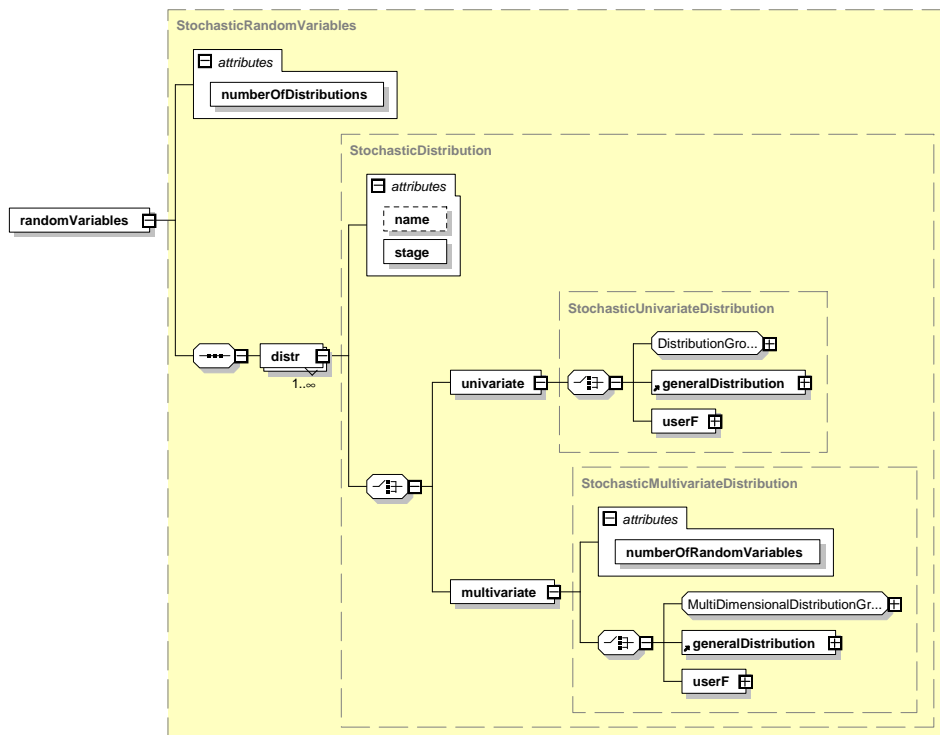 StochasticRandomVariables
attributes
numberOfDistributions
StochasticDistribution
attributes
name
stage
randomVariables
StochasticUnivariateDistribution
DistributionGro...
distr
1..∞
univariate
generalDistribution
userF
StochasticMultivariateDistribution
attributes
numberOfRandomVariables
multivariate
MultiDimensionalDistributionGr...
generalDistribution
userF